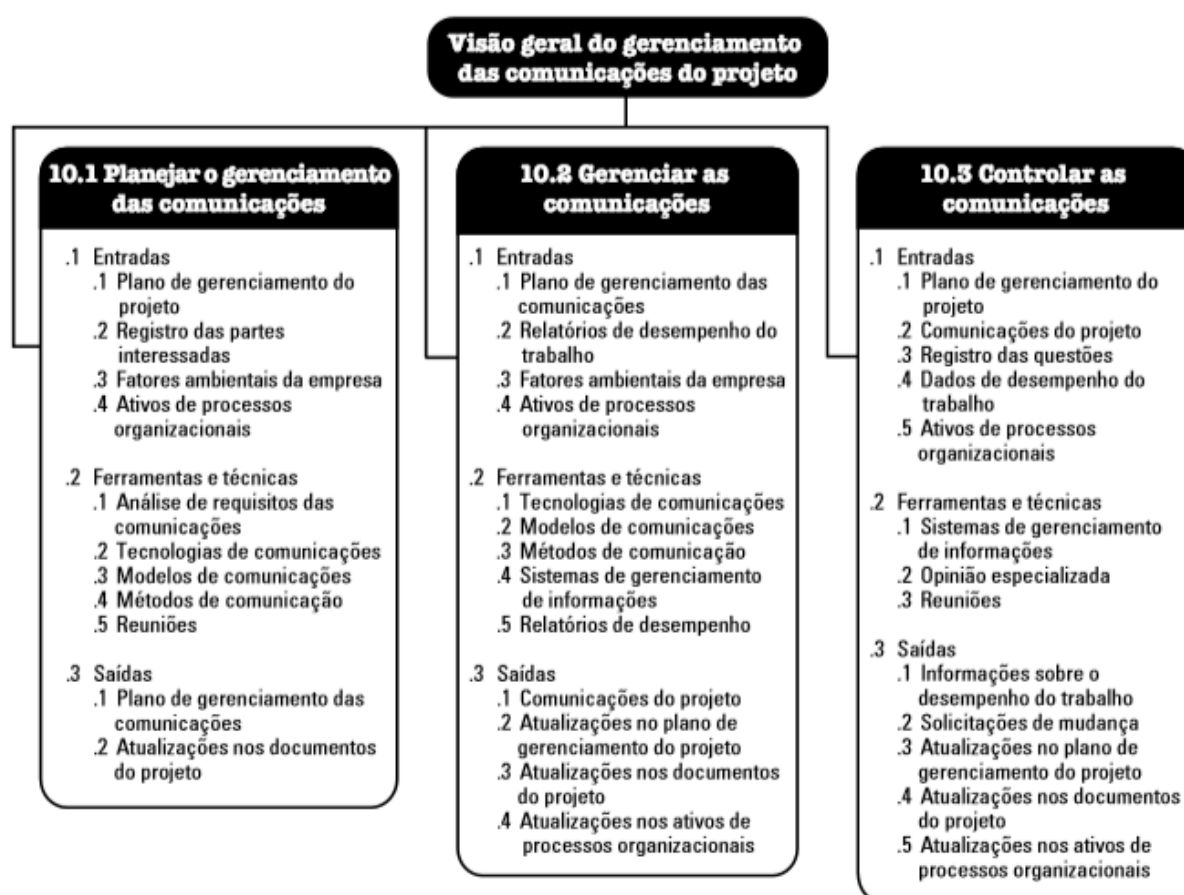 Visão geral do gerenciamento
das comunicações do projeto
10.1 Planejar o gerenciamento
das comunicações
.1 Entradas
.1 Plano de gerenciamento do
projeto
.2 Registro das partes
interessadas
.3 Fatores ambientais da empresa
.4 Ativos de processos
organizacionais
.2 Ferramentas e técnicas
.1 Análise de requisitos das
comunicações
.2 Tecnologias de comunicações
.3 Modelos de comunicações
.4 Métodos de comunicação
.5 Reuniões
.3 Saídas
.1 Plano de gerenciamento das
comunicações
.2 Atualizações nos documentos
do projeto
10.2 Gerenciar as
comunicações
.1 Entradas
.1 Plano de gerenciamento das
comunicações
.2 Relatórios de desempenho do
trabalho
.3 Fatores ambientais da empresa
.4 Ativos de processos
organizacionais
.2 Ferramentas e técnicas
.1 Tecnologias de comunicações
.2 Modelos de comunicações
.3 Métodos de comunicação
.4 Sistemas de gerenciamento
de informações
.5 Relatórios de desempenho
.3 Saídas
.1 Comunicações do projeto
.2 Atualizações no plano de
gerenciamento do projeto
.3 Atualizações nos documentos
do projeto
.4 Atualizações nos ativos de
processos organizacionais
10.3 Controlar as
comunicações
.1 Entradas
.1 Plano de gerenciamento do
projeto
.2 Comunicações do projeto
.3 Registro das questões
.4 Dados de desempenho do
trabalho
.5 Ativos de processos
organizacionais
.2 Ferramentas e técnicas
.1 Sistemas de gerenciamento
de informações
.2 Opinião especializada
.3 Reuniões
.3 Saídas
.1 Informações sobre o
desempenho do trabalho
.2 Solicitações de mudança
.3 Atualizações no plano de
gerenciamento do projeto
.4 Atualizações nos documentos
do projeto
.5 Atualizações nos ativos de
processos organizacionais